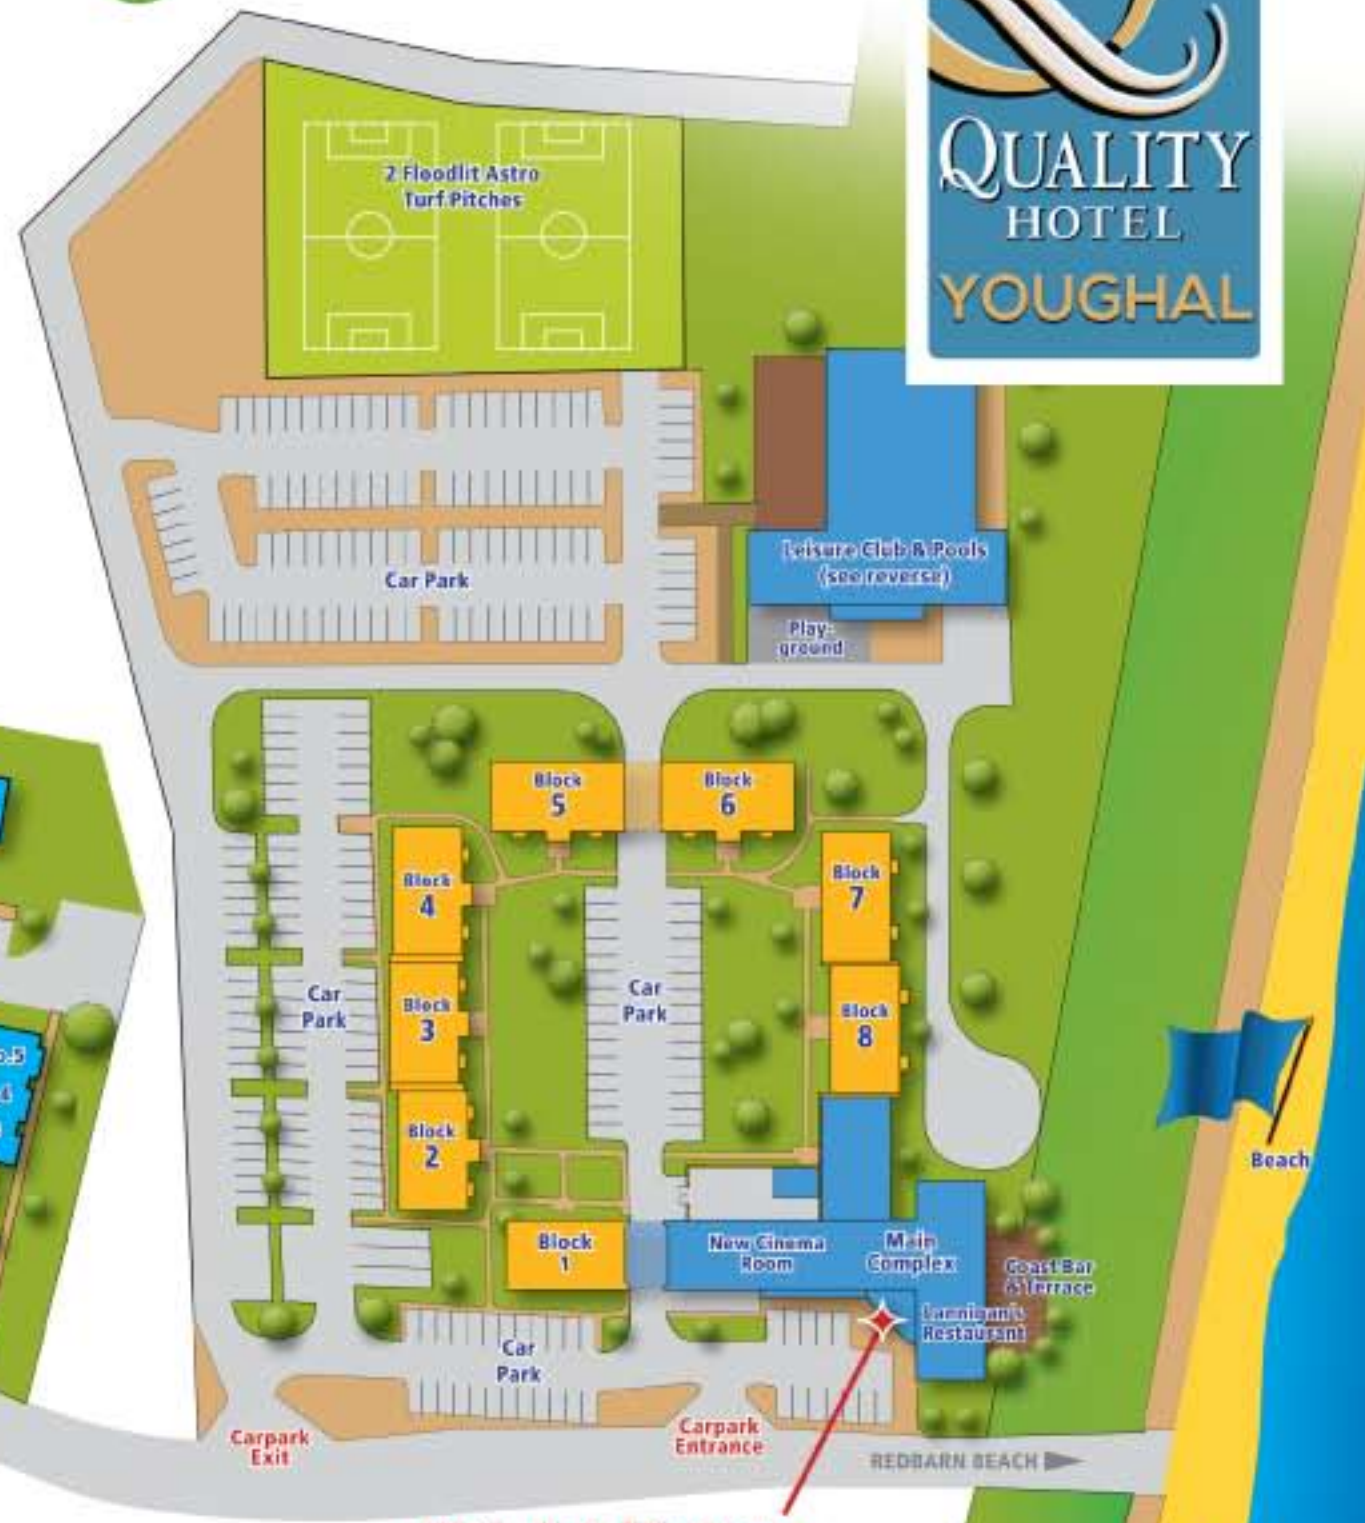 QUALITY
HOTEL
YOUGHAL
2 Floodlit Astro
Turf Pitches
Leisure Club & Pools
(see reverse)
Car Park
Play-
ground
Block
5
Block
6
Block
4
Block
7
Block
3
Car
Park
Car
Park
Block
8
Block
2
Beach
Block
1
New Cinema
Room
Main
Complex
Coast Bar
& Terrace
Lannigan's
Restaurant
Car
Park
Carpark
Exit
Carpark
Entrance
REDBARN BEACH